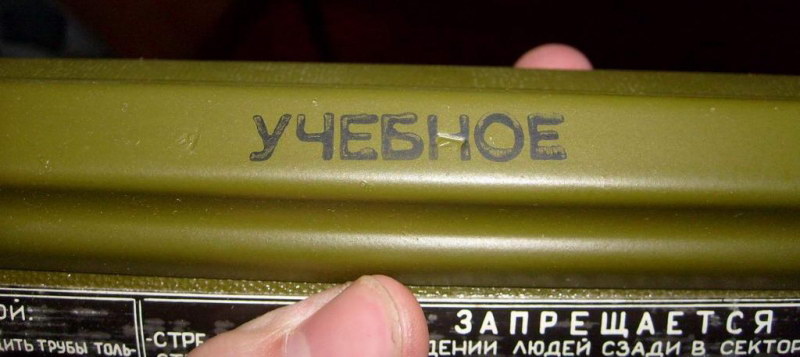 УЧЕБНОЕ
ОЙ:
ДИТЬ ТРУБЫ ТОЛЬ-
-СТРЕ
ЗАПРЕЩАЕТСЯ
ДЕНИИ ЛЮДЕЙ СЗАДИ В СЕКТОР